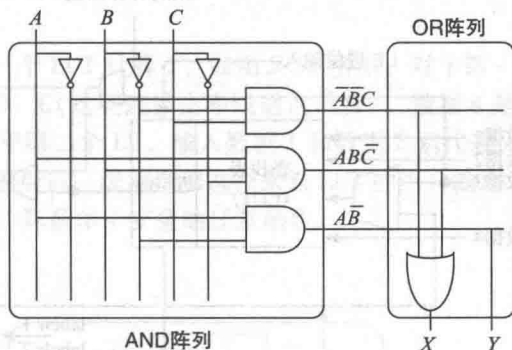 A B C
OR阵列
A̅B̅C
ABC̅
AB̅
AND阵列
X Y